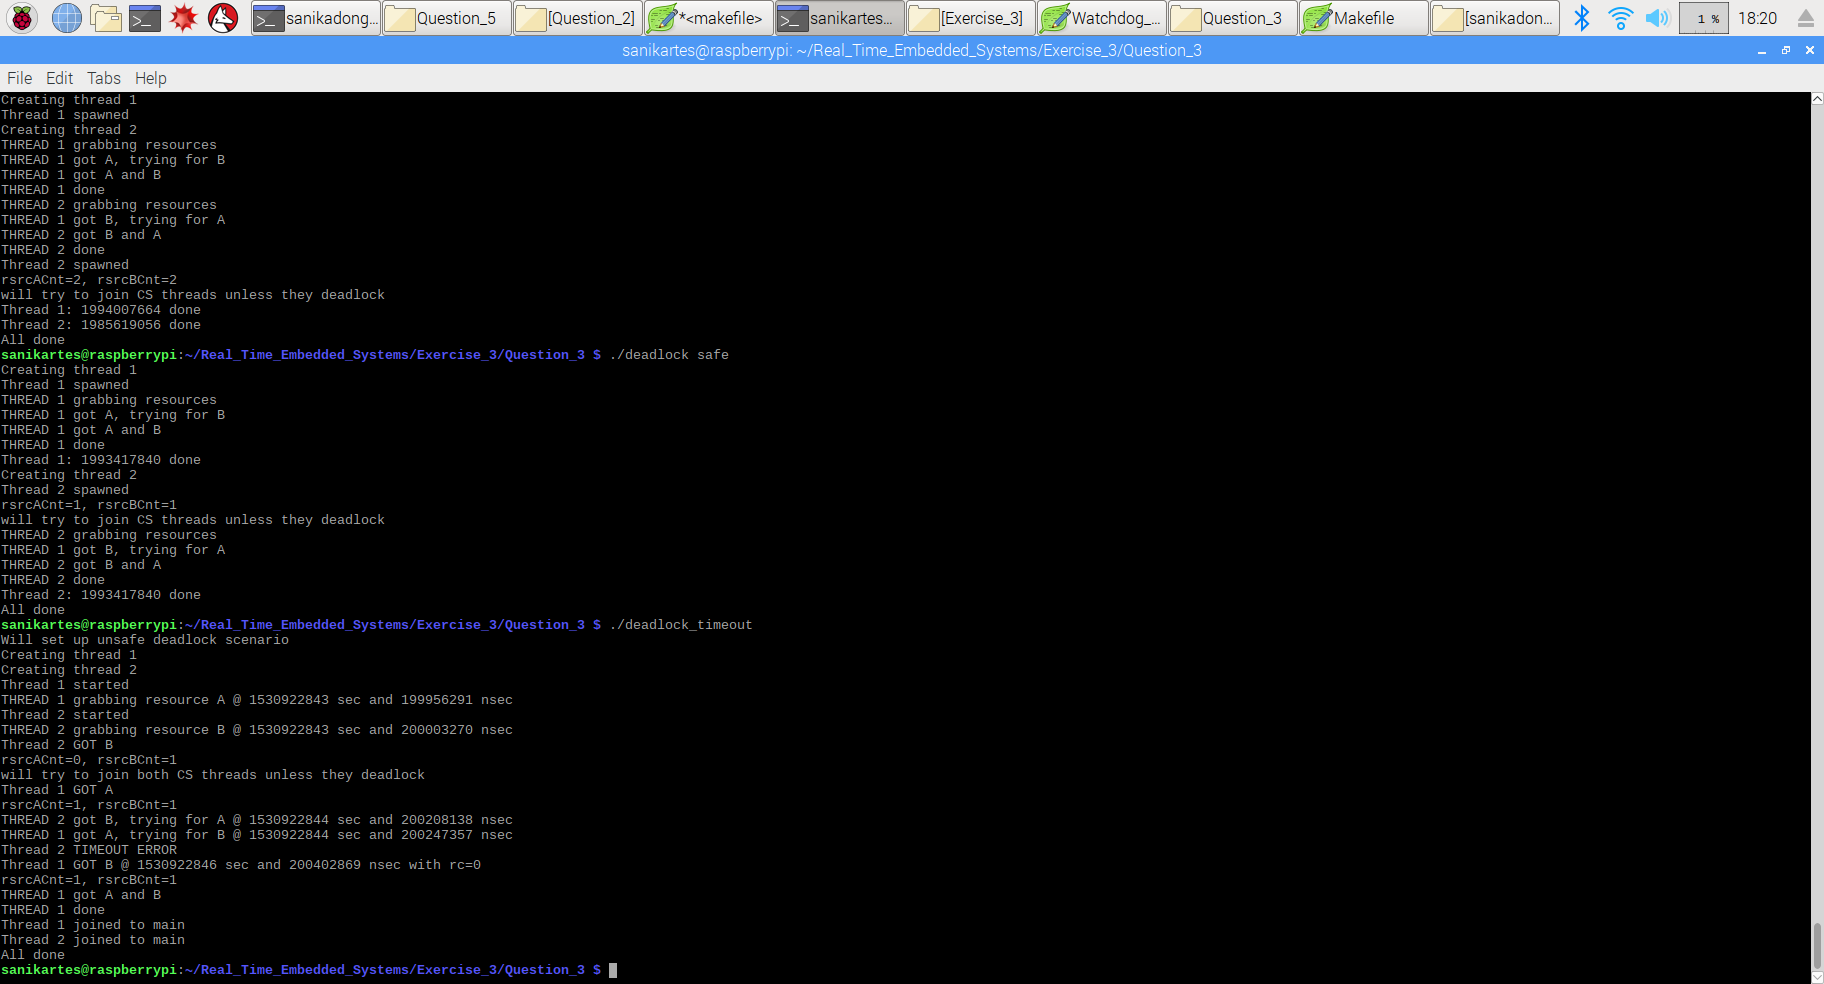 sanikadong...
Question_5
[Question_2]
*<makefile>
sanikartes...
[Exercise_3]
Watchdog_...
Question_3
Makefile
[sanikadon...
1 %
18:20
sanikartes@raspberrypi: ~/Real_Time_Embedded_Systems/Exercise_3/Question_3
File Edit Tabs Help
Creating thread 1
Thread 1 spawned
Creating thread 2
THREAD 1 grabbing resources
THREAD 1 got A, trying for B
THREAD 1 got A and B
THREAD 1 done
THREAD 2 grabbing resources
THREAD 1 got B, trying for A
THREAD 2 got B and A
THREAD 2 done
Thread 2 spawned
rsrcACnt=2, rsrcBCnt=2
will try to join CS threads unless they deadlock
Thread 1: 1994007664 done
Thread 2: 1985619056 done
All done
sanikartes@raspberrypi:~/Real_Time_Embedded_Systems/Exercise_3/Question_3 $ ./deadlock safe
Creating thread 1
Thread 1 spawned
THREAD 1 grabbing resources
THREAD 1 got A, trying for B
THREAD 1 got A and B
THREAD 1 done
Thread 1: 1993417840 done
Creating thread 2
Thread 2 spawned
rsrcACnt=1, rsrcBCnt=1
will try to join CS threads unless they deadlock
THREAD 2 grabbing resources
THREAD 1 got B, trying for A
THREAD 2 got B and A
THREAD 2 done
Thread 2: 1993417840 done
All done
sanikartes@raspberrypi:~/Real_Time_Embedded_Systems/Exercise_3/Question_3 $ ./deadlock_timeout
Will set up unsafe deadlock scenario
Creating thread 1
Creating thread 2
Thread 1 started
THREAD 1 grabbing resource A @ 1530922843 sec and 199956291 nsec
Thread 2 started
THREAD 2 grabbing resource B @ 1530922843 sec and 200003270 nsec
Thread 2 GOT B
rsrcACnt=0, rsrcBCnt=1
will try to join both CS threads unless they deadlock
Thread 1 GOT A
rsrcACnt=1, rsrcBCnt=1
THREAD 2 got B, trying for A @ 1530922844 sec and 200208138 nsec
THREAD 1 got A, trying for B @ 1530922844 sec and 200247357 nsec
Thread 2 TIMEOUT ERROR
Thread 1 GOT B @ 1530922846 sec and 200402869 nsec with rc=0
rsrcACnt=1, rsrcBCnt=1
THREAD 1 got A and B
THREAD 1 done
Thread 1 joined to main
Thread 2 joined to main
All done
sanikartes@raspberrypi:~/Real_Time_Embedded_Systems/Exercise_3/Question_3 $